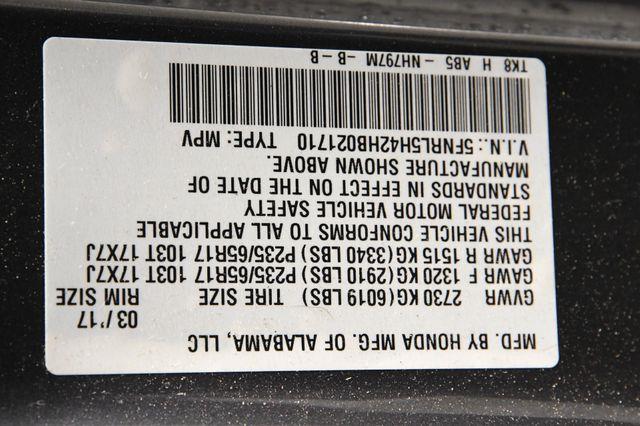 MFD. BY HONDA MFG. OF ALABAMA, LLC
03/'17
GVWR 2730 KG (6019 LBS) TIRE SIZE RIM SIZE
GAWR F 1320 KG (2910 LBS) P235/65R17 103T 17X7J
GAWR R 1515 KG (3340 LBS) P235/65R17 103T 17X7J
THIS VEHICLE CONFORMS TO ALL APPLICABLE
FEDERAL MOTOR VEHICLE SAFETY
STANDARDS IN EFFECT ON THE DATE OF
MANUFACTURE SHOWN ABOVE.
V.I.N.: 5FNRL5H42HB021710 TYPE: MPV
TK8 H AB5 -NH797M -B-B